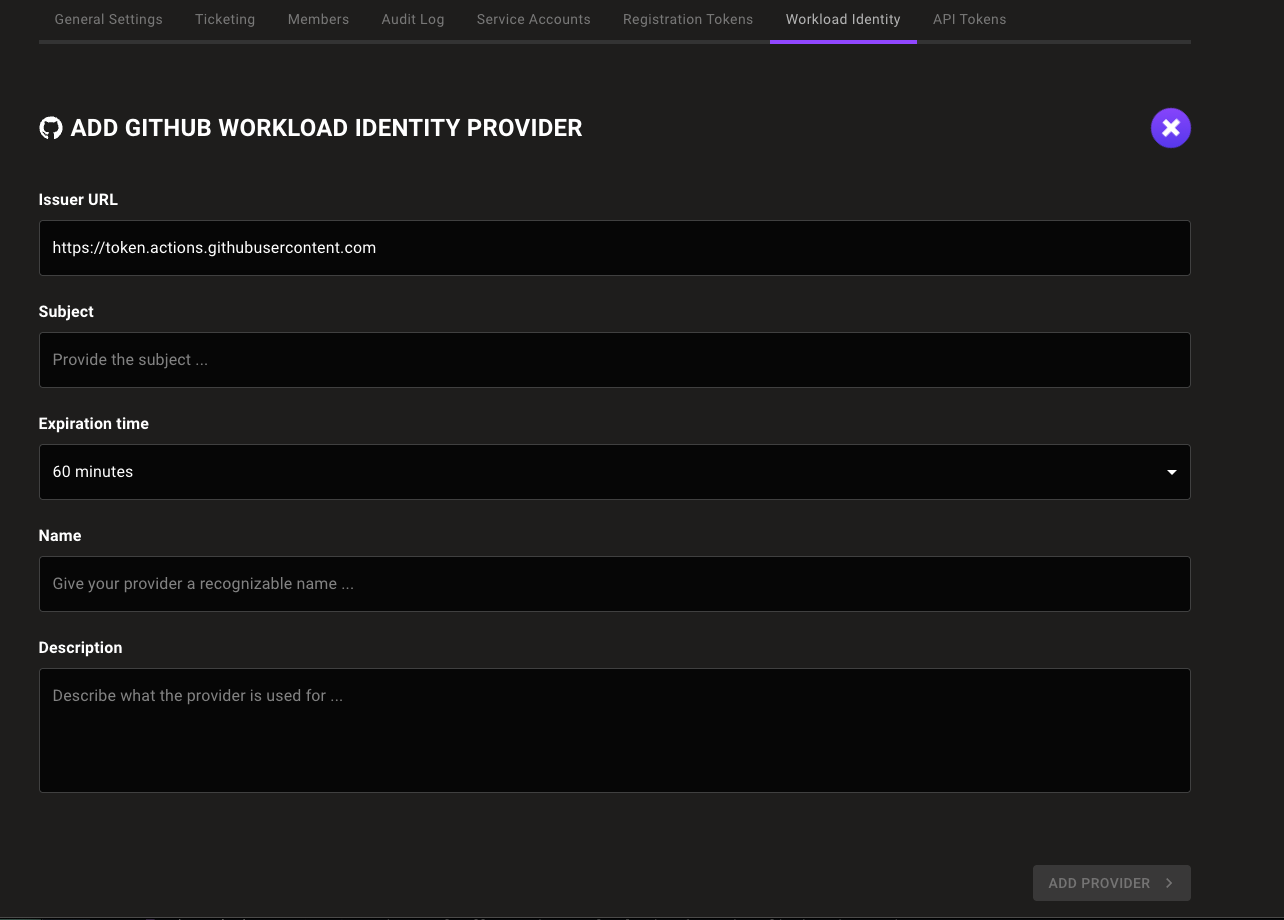 General Settings Ticketing Members Audit Log Service Accounts Registration Tokens Workload Identity API Tokens
ADD GITHUB WORKLOAD IDENTITY PROVIDER
Issuer URL
https://token.actions.githubusercontent.com
Subject
Provide the subject ...
Expiration time
60 minutes
Name
Give your provider a recognizable name ...
Description
Describe what the provider is used for ...
ADD PROVIDER